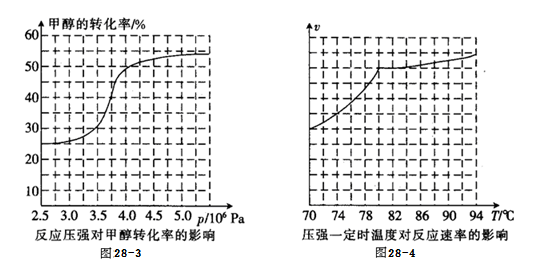 甲醇的转化率/%
60
50
40
30
20
10
2.5 3.0 3.5 4.0 4.5 5.0 p/10⁶ Pa
反应压强对甲醇转化率的影响
图28-3
v
70 74 78 82 86 90 94 T/℃
压强一定时温度对反应速率的影响
图28-4